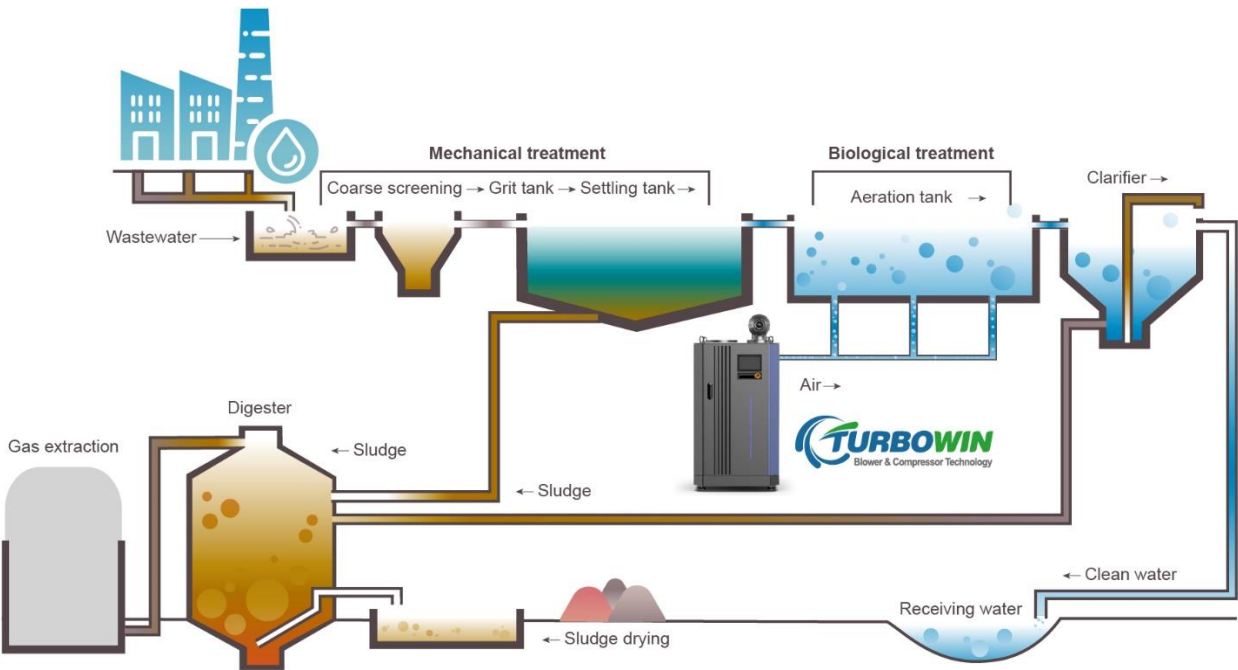 Mechanical treatment
Biological treatment
Coarse screening → Grit tank → Settling tank →
Aeration tank →
Clarifier →
Wastewater →
Air →
TURBOWIN
Blower & Compressor Technology
Digester
Gas extraction
← Sludge
← Sludge
← Clean water
Receiving water
← Sludge drying